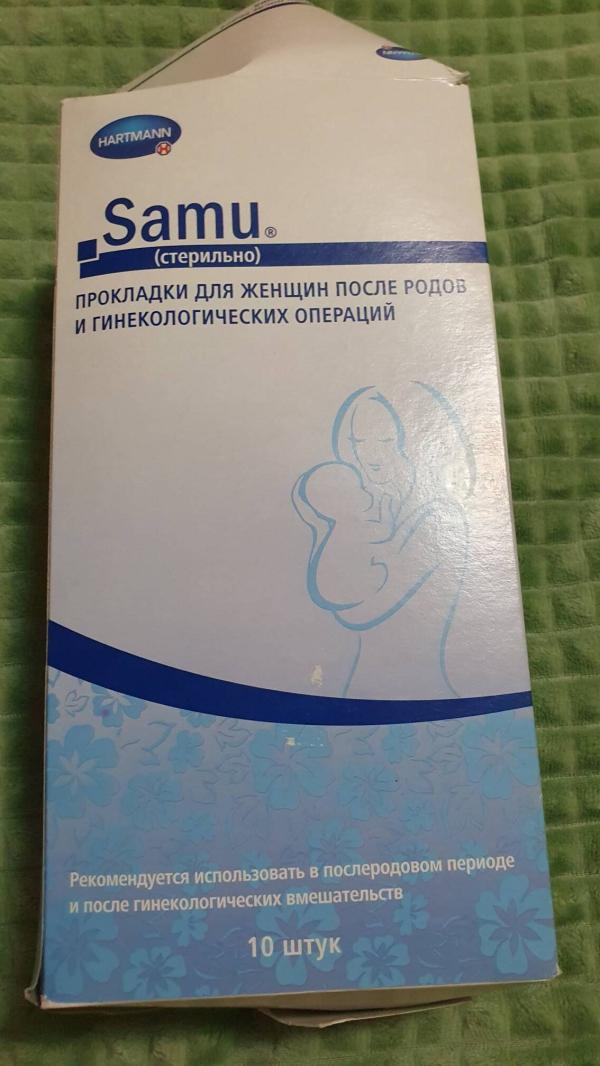 HARTMANN
Samu®
(стерильно)
ПРОКЛАДКИ ДЛЯ ЖЕНЩИН ПОСЛЕ РОДОВ
И ГИНЕКОЛОГИЧЕСКИХ ОПЕРАЦИЙ
Рекомендуется использовать в послеродовом периоде
и после гинекологических вмешательств
10 штук